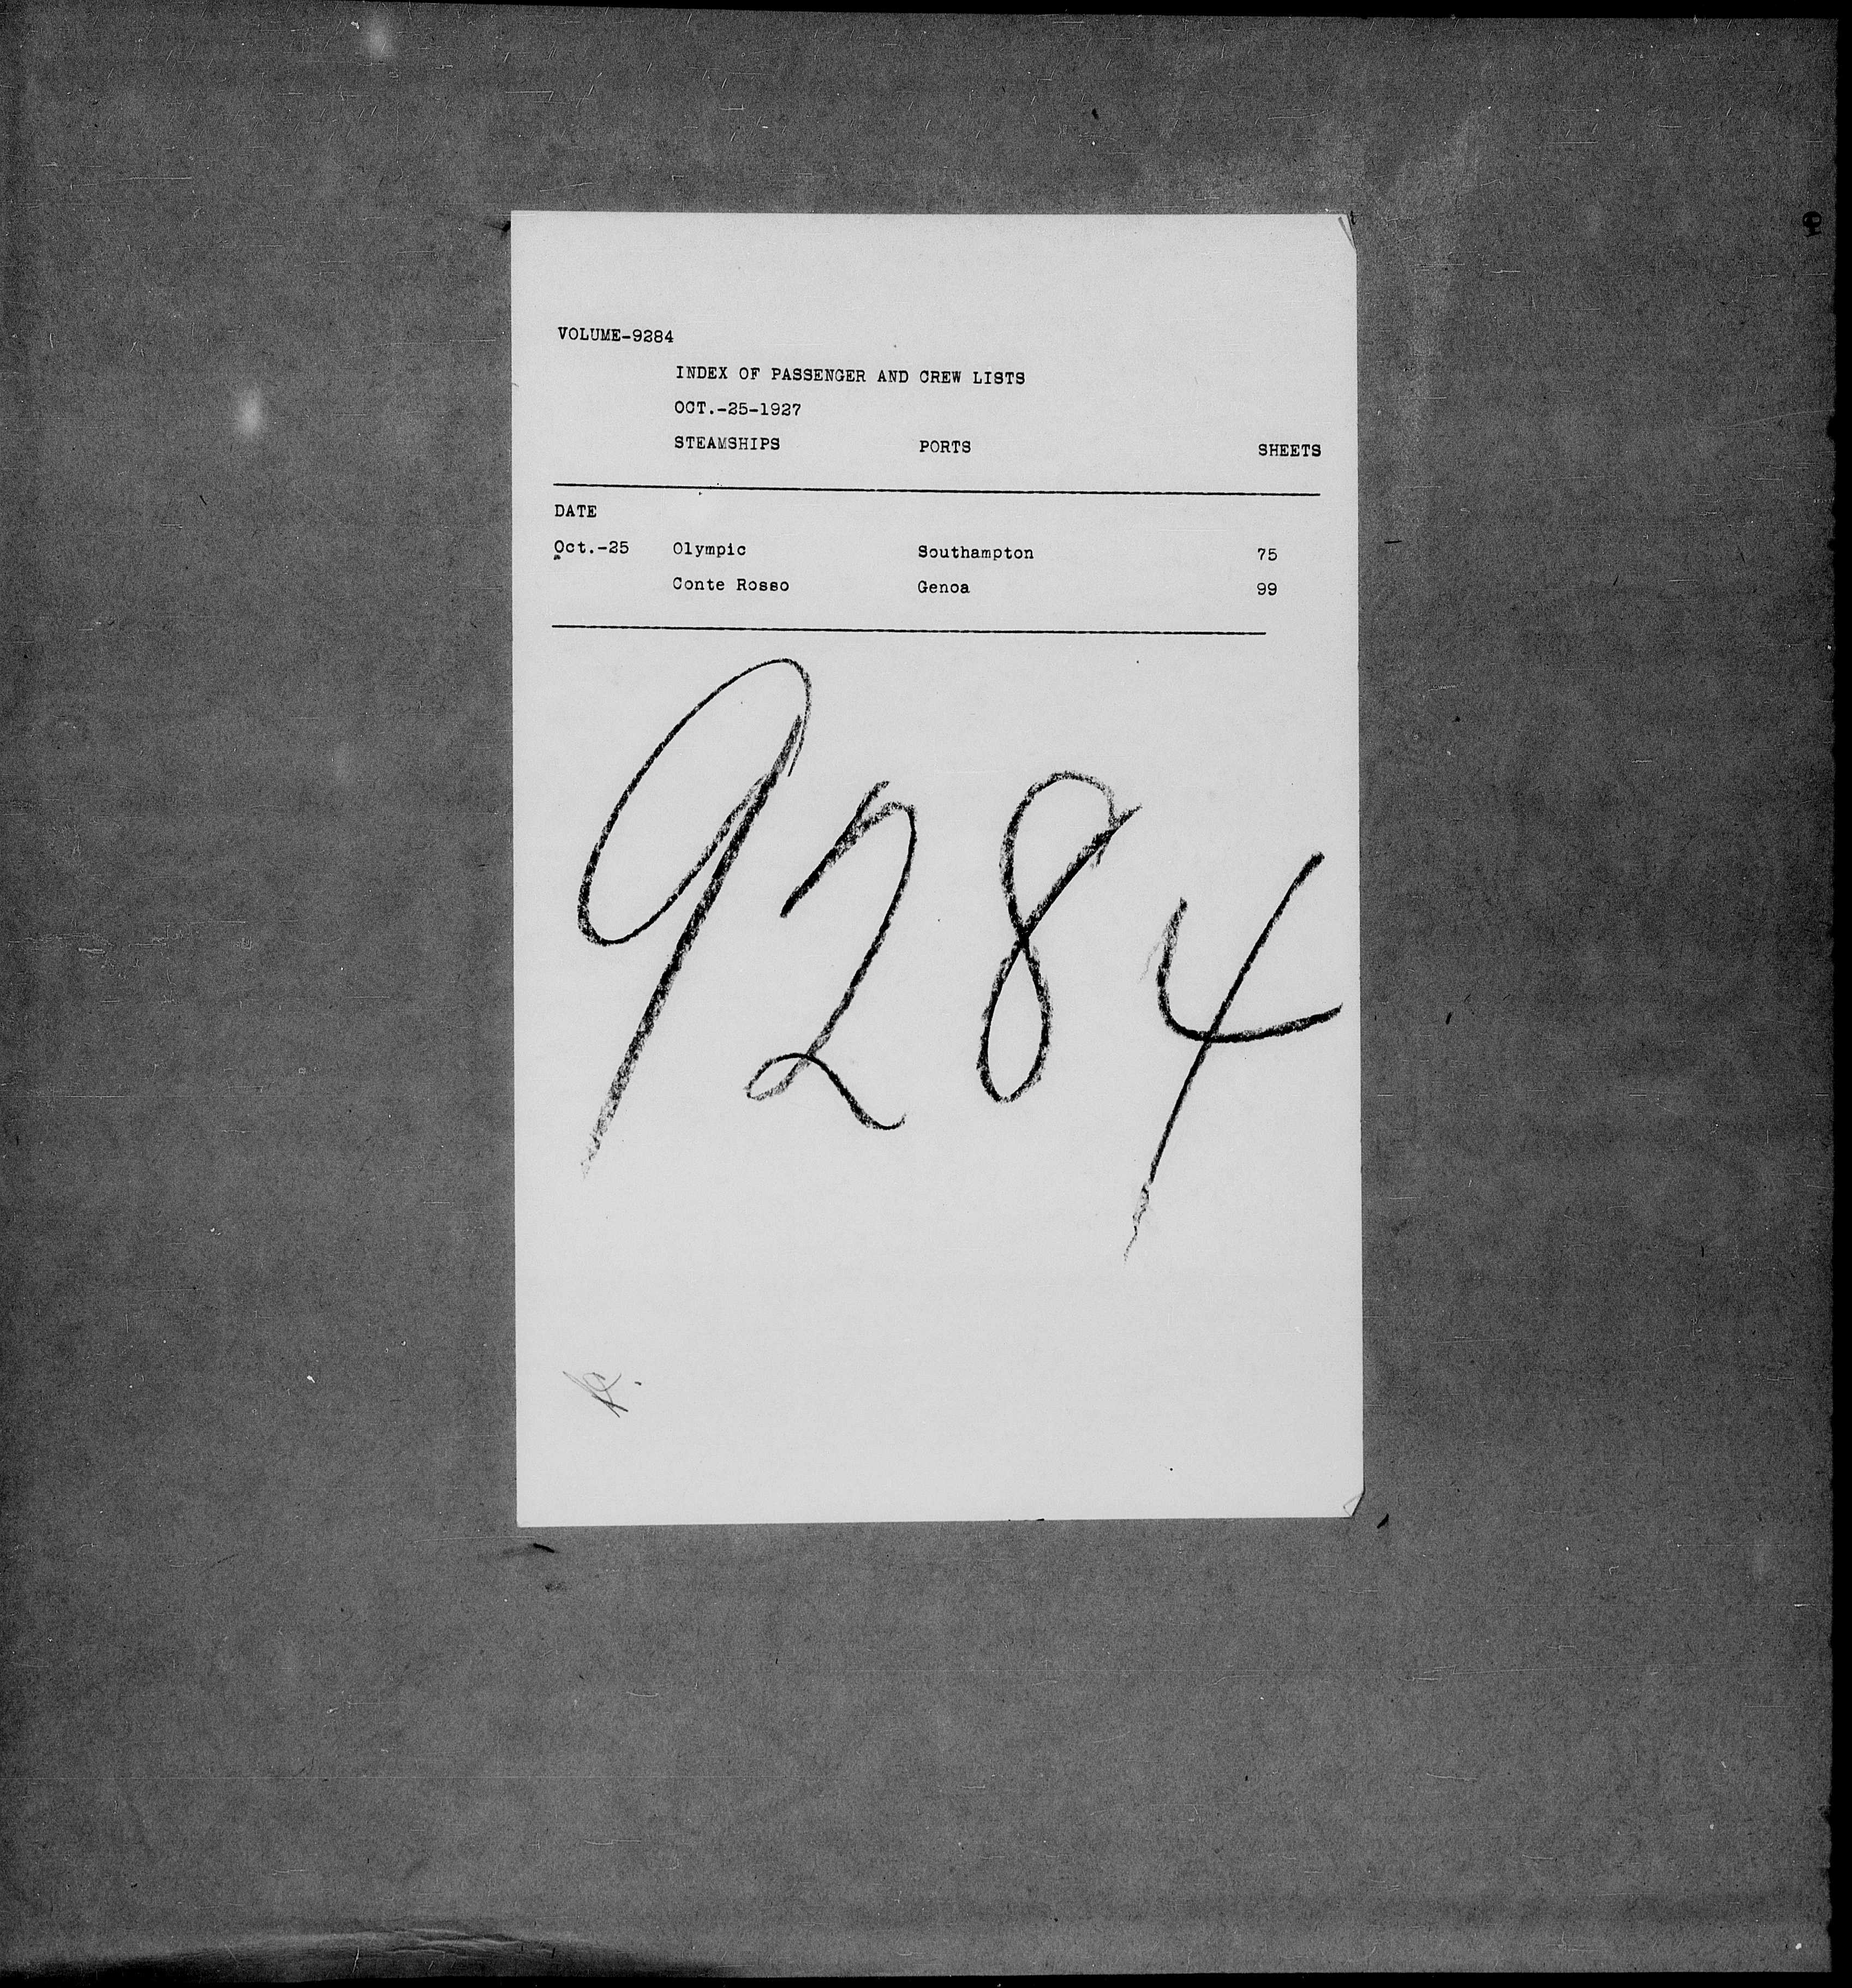 VOLUME-9284
INDEX OF PASSENGER AND CREW LISTS
OCT.-25-1927
STEAMSHIPS PORTS SHEETS
DATE
Oct.-25 Olympic Southampton 75
Conte Rosso Genoa 99
9284